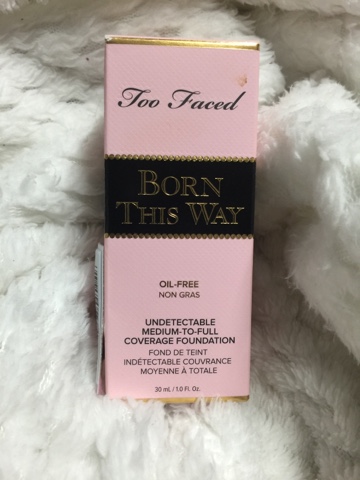 Too Faced
BORN
THIS WAY
OIL-FREE
NON GRAS
UNDETECTABLE
MEDIUM-TO-FULL
COVERAGE FOUNDATION
FOND DE TEINT
INDÉTECTABLE COUVRANCE
MOYENNE À TOTALE
30 mL / 1.0 Fl. Oz.